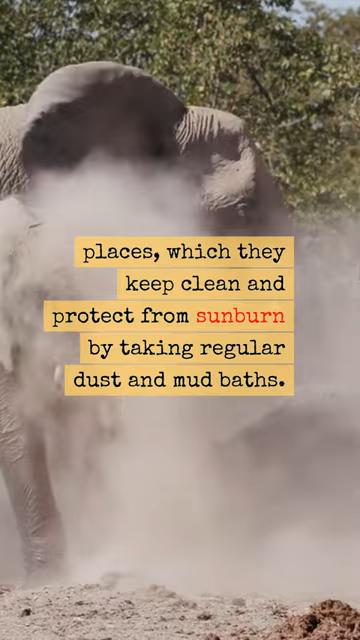 places, which they
keep clean and
protect from sunburn
by taking regular
dust and mud baths.